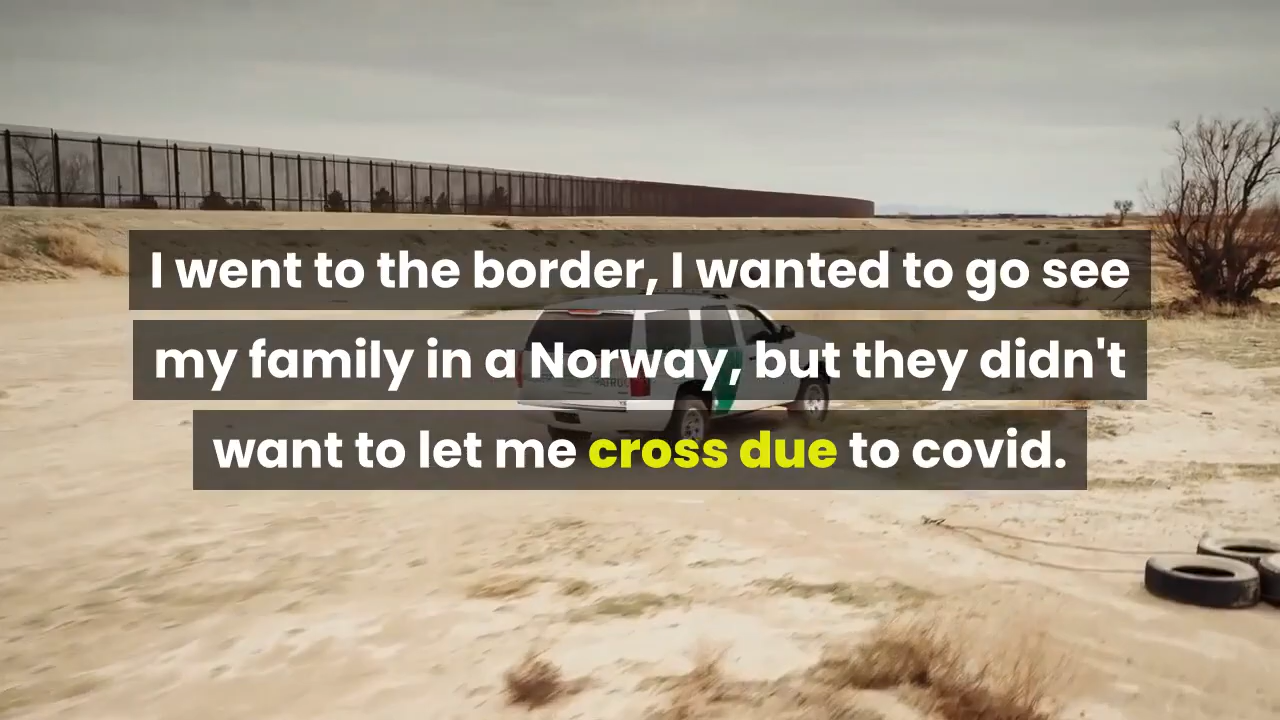 I went to the border, I wanted to go see
my family in a Norway, but they didn't
want to let me cross due to covid.